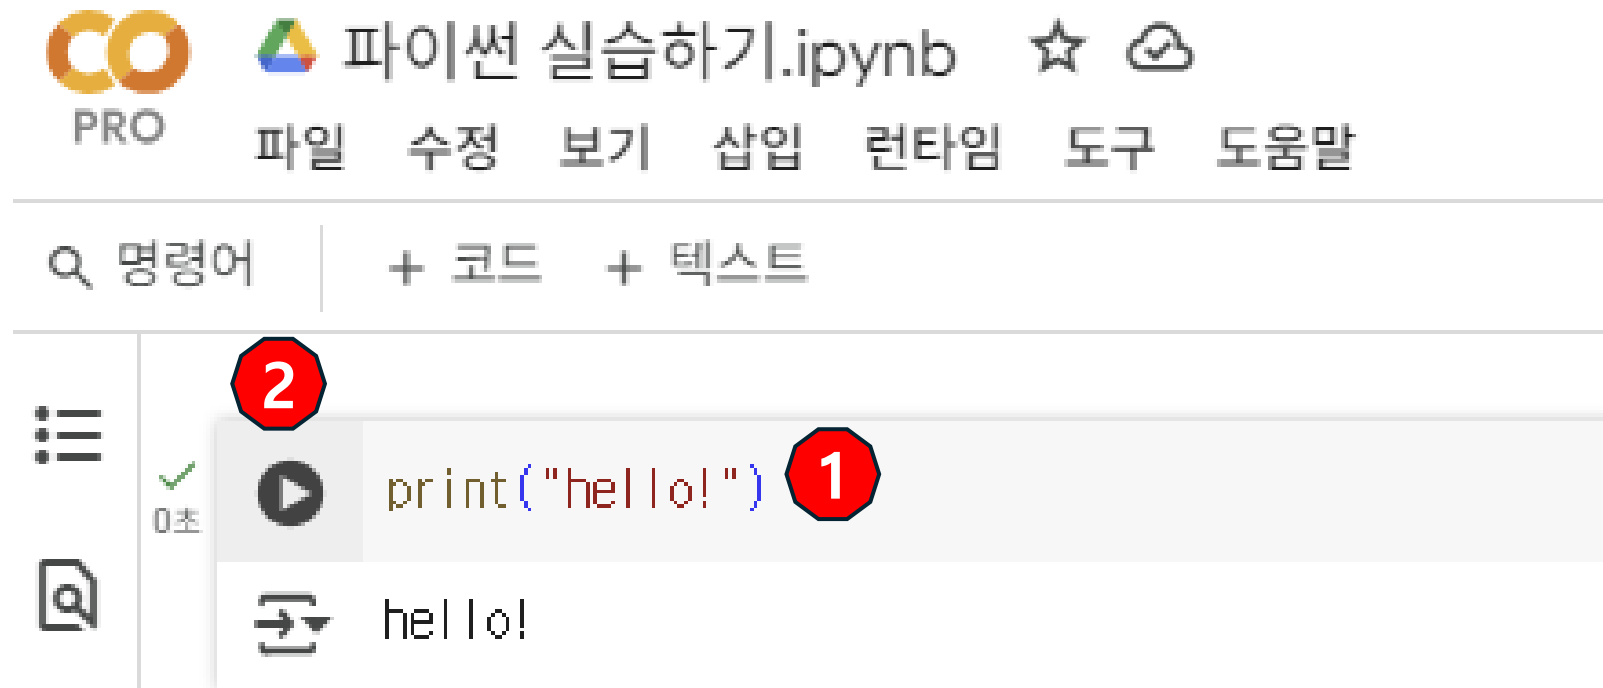 파이썬 실습하기.ipynb
PRO
파일 수정 보기 삽입 런타임 도구 도움말
명령어 + 코드 + 텍스트
2
print("hello!") 1
0초
hello!